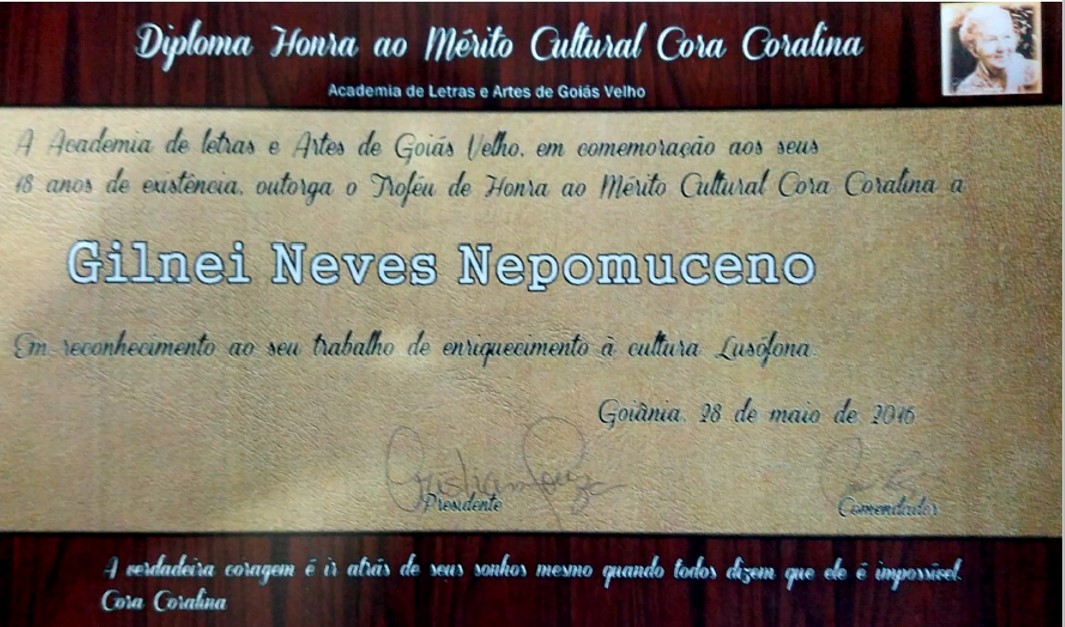 Diploma Honra ao Mérito Cultural Cora Coralina
Academia de Letras e Artes de Goiás Velho
A Academia de letras e Artes de Goiás Velho, em comemoração aos seus
18 anos de existência, outorga o Troféu de Honra ao Mérito Cultural Cora Coralina a
Gilnei Neves Nepomuceno
Em reconhecimento ao seu trabalho de enriquecimento à cultura Lusófona.
Goiânia, 28 de maio de 2016
Presidente
Comendador
A verdadeira coragem é ir atrás de seus sonhos mesmo quando todos dizem que ele é impossível.
Cora Coralina